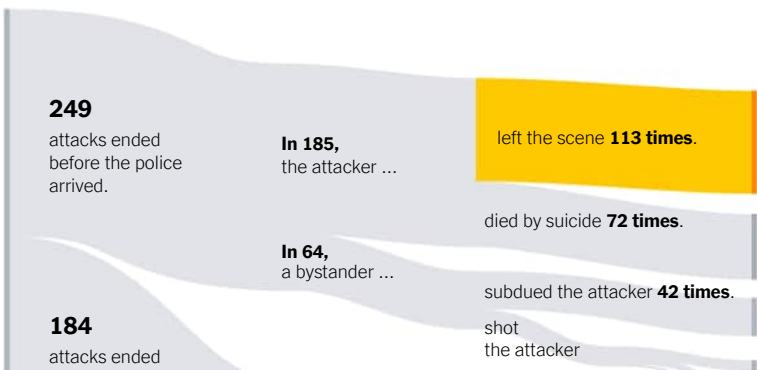 249
attacks ended
before the police
arrived.
In 185,
the attacker ...
left the scene 113 times.
died by suicide 72 times.
In 64,
a bystander ...
subdued the attacker 42 times.
shot
the attacker
184
attacks ended